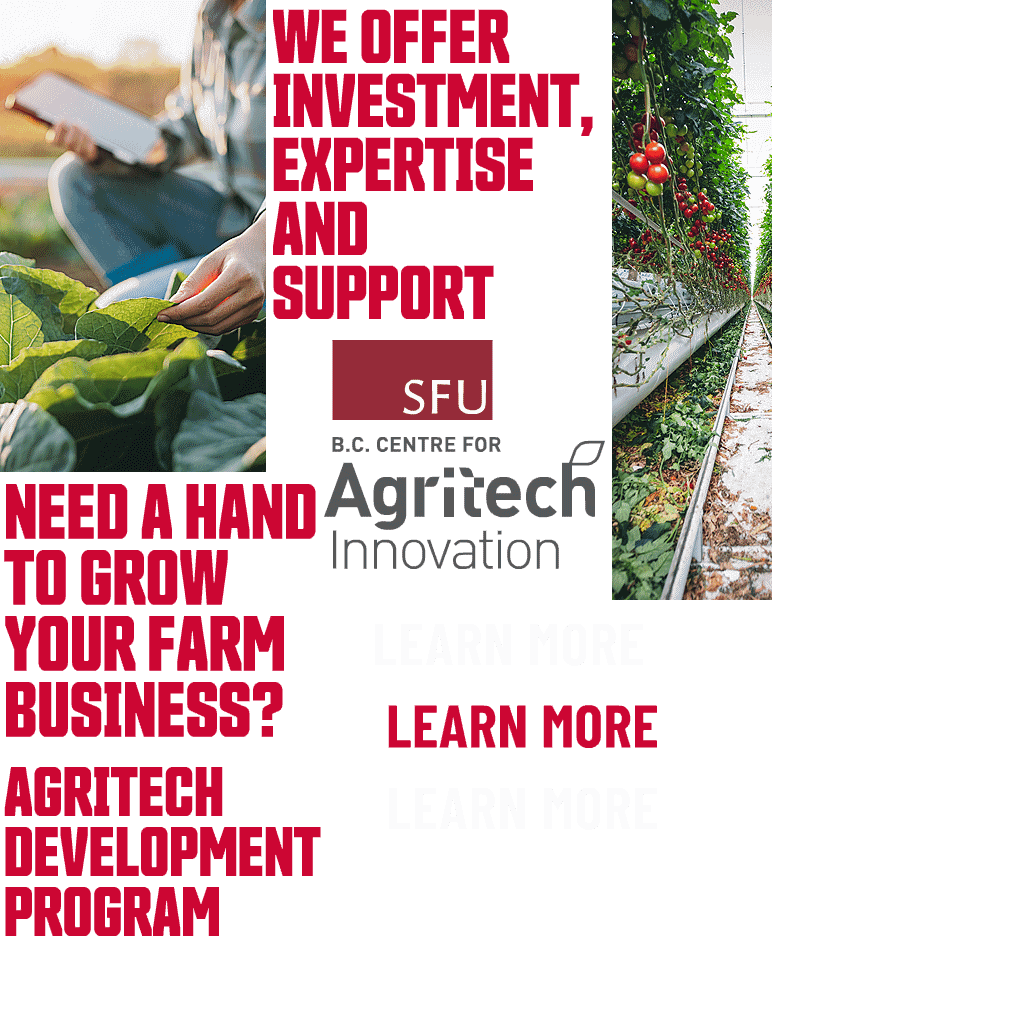 WE OFFER
INVESTMENT,
EXPERTISE
AND
SUPPORT
SFU
B.C. CENTRE FOR
Agritech
Innovation
NEED A HAND
TO GROW
YOUR FARM
BUSINESS?
LEARN MORE
LEARN MORE
LEARN MORE
AGRITECH
DEVELOPMENT
PROGRAM